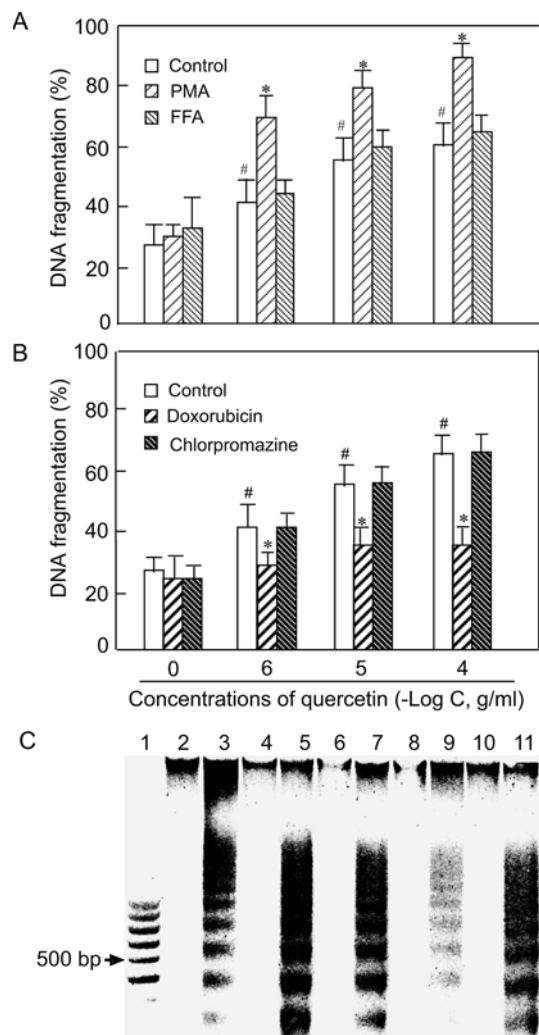 A
100
80
60
40
20
0
DNA fragmentation (%)
Control
PMA
FFA
#
*
#
*
#
*
B
100
80
60
40
20
0
DNA fragmentation (%)
Control
Doxorubicin
Chlorpromazine
#
*
#
*
#
*
0 6 5 4
Concentrations of quercetin (-Log C, g/ml)
C
1 2 3 4 5 6 7 8 9 10 11
500 bp